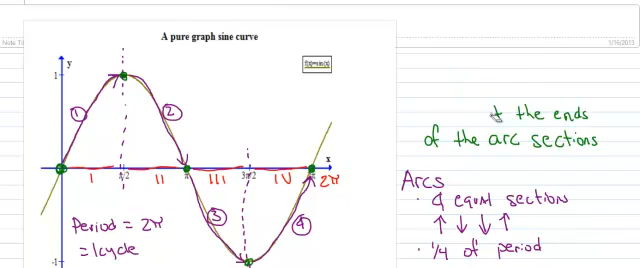 Note Ti
1/16/2013
A pure graph sine curve
f(x)=sin(x)
y
1
① ②
x
π/2 π 3π/2 2π
I II III IV
③ ④
Period = 2π
= 1 cycle
-1
t the ends
of the arc sections
Arcs
· 4 equal section
↑ ↓ ↓ ↑
· 1/4 of period